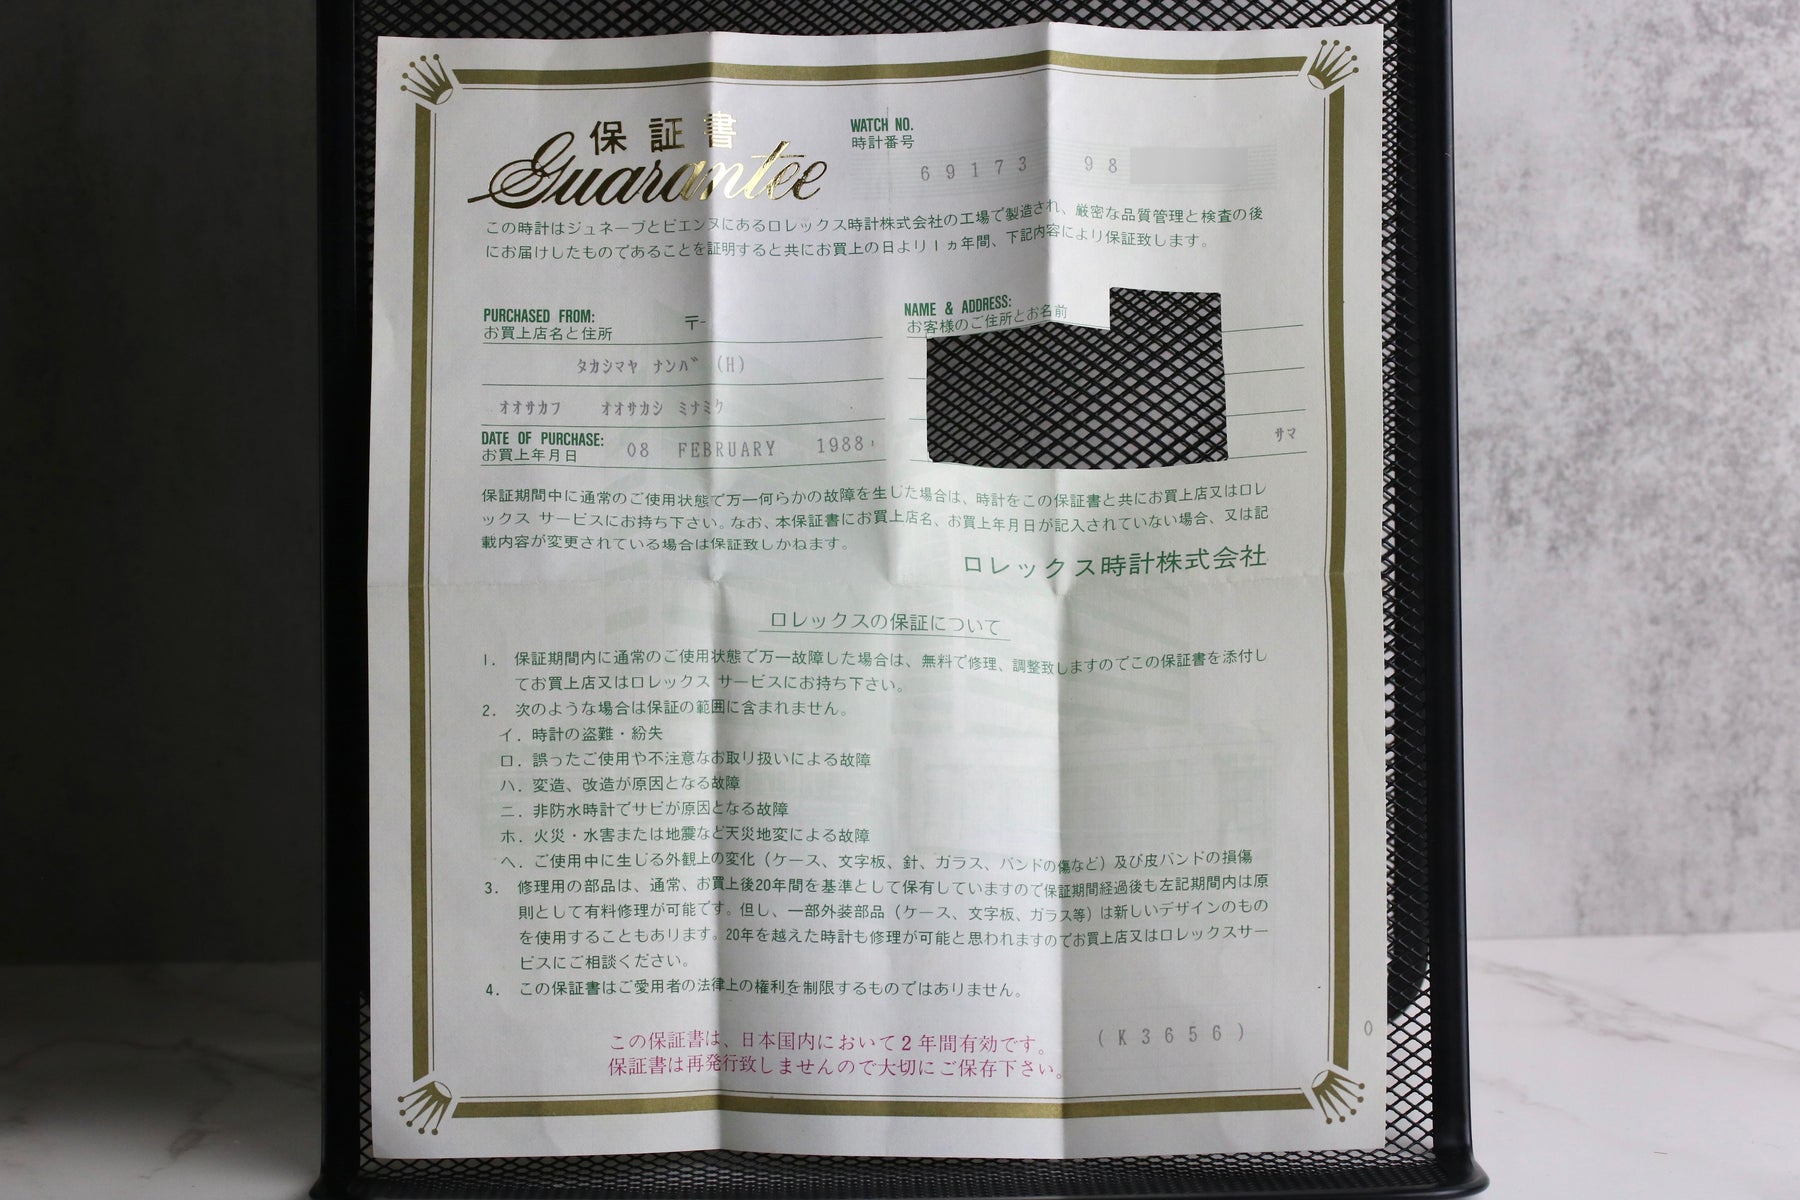 保証書
Guarantee
WATCH NO.
時計番号
69173 98
この時計はジュネーブとビエンヌにあるロレックス時計株式会社の工場で製造され、厳密な品質管理と検査の後
にお届けしたものであることを証明すると共にお買上の日より1ヵ年間、下記内容により保証致します。
PURCHASED FROM:
お買上店名と住所 〒-
タカシマヤ ナンバ (H)
オオサカフ オオサカシ ミナミク
DATE OF PURCHASE:
お買上年月日
08 FEBRUARY 1988
NAME & ADDRESS:
お客様のご住所とお名前
サマ
保証期間中に通常のご使用状態で万一何らかの故障を生じた場合は、時計をこの保証書と共にお買上店又はロレ
ックス サービスにお持ち下さい。なお、本保証書にお買上店名、お買上年月日が記入されていない場合、又は記
載内容が変更されている場合は保証致しかねます。
ロレックス時計株式会社
ロレックスの保証について
1. 保証期間内に通常のご使用状態で万一故障した場合は、無料で修理、調整致しますのでこの保証書を添付し
てお買上店又はロレックス サービスにお持ち下さい。
2. 次のような場合は保証の範囲に含まれません。
イ. 時計の盗難・紛失
ロ. 誤ったご使用や不注意なお取り扱いによる故障
ハ. 変造、改造が原因となる故障
ニ. 非防水時計でサビが原因となる故障
ホ. 火災・水害または地震など天災地変による故障
ヘ. ご使用中に生じる外観上の変化（ケース、文字板、針、ガラス、バンドの傷など）及び皮バンドの損傷
3. 修理用の部品は、通常、お買上後20年間を基準として保有していますので保証期間経過後も左記期間内は原
則として有料修理が可能です。但し、一部外装部品（ケース、文字板、ガラス等）は新しいデザインのもの
を使用することもあります。20年を越えた時計も修理が可能と思われますのでお買上店又はロレックスサー
ビスにご相談ください。
4. この保証書はご愛用者の法律上の権利を制限するものではありません。
この保証書は、日本国内において2年間有効です。
保証書は再発行致しませんので大切にご保存下さい。
(K3656)
0